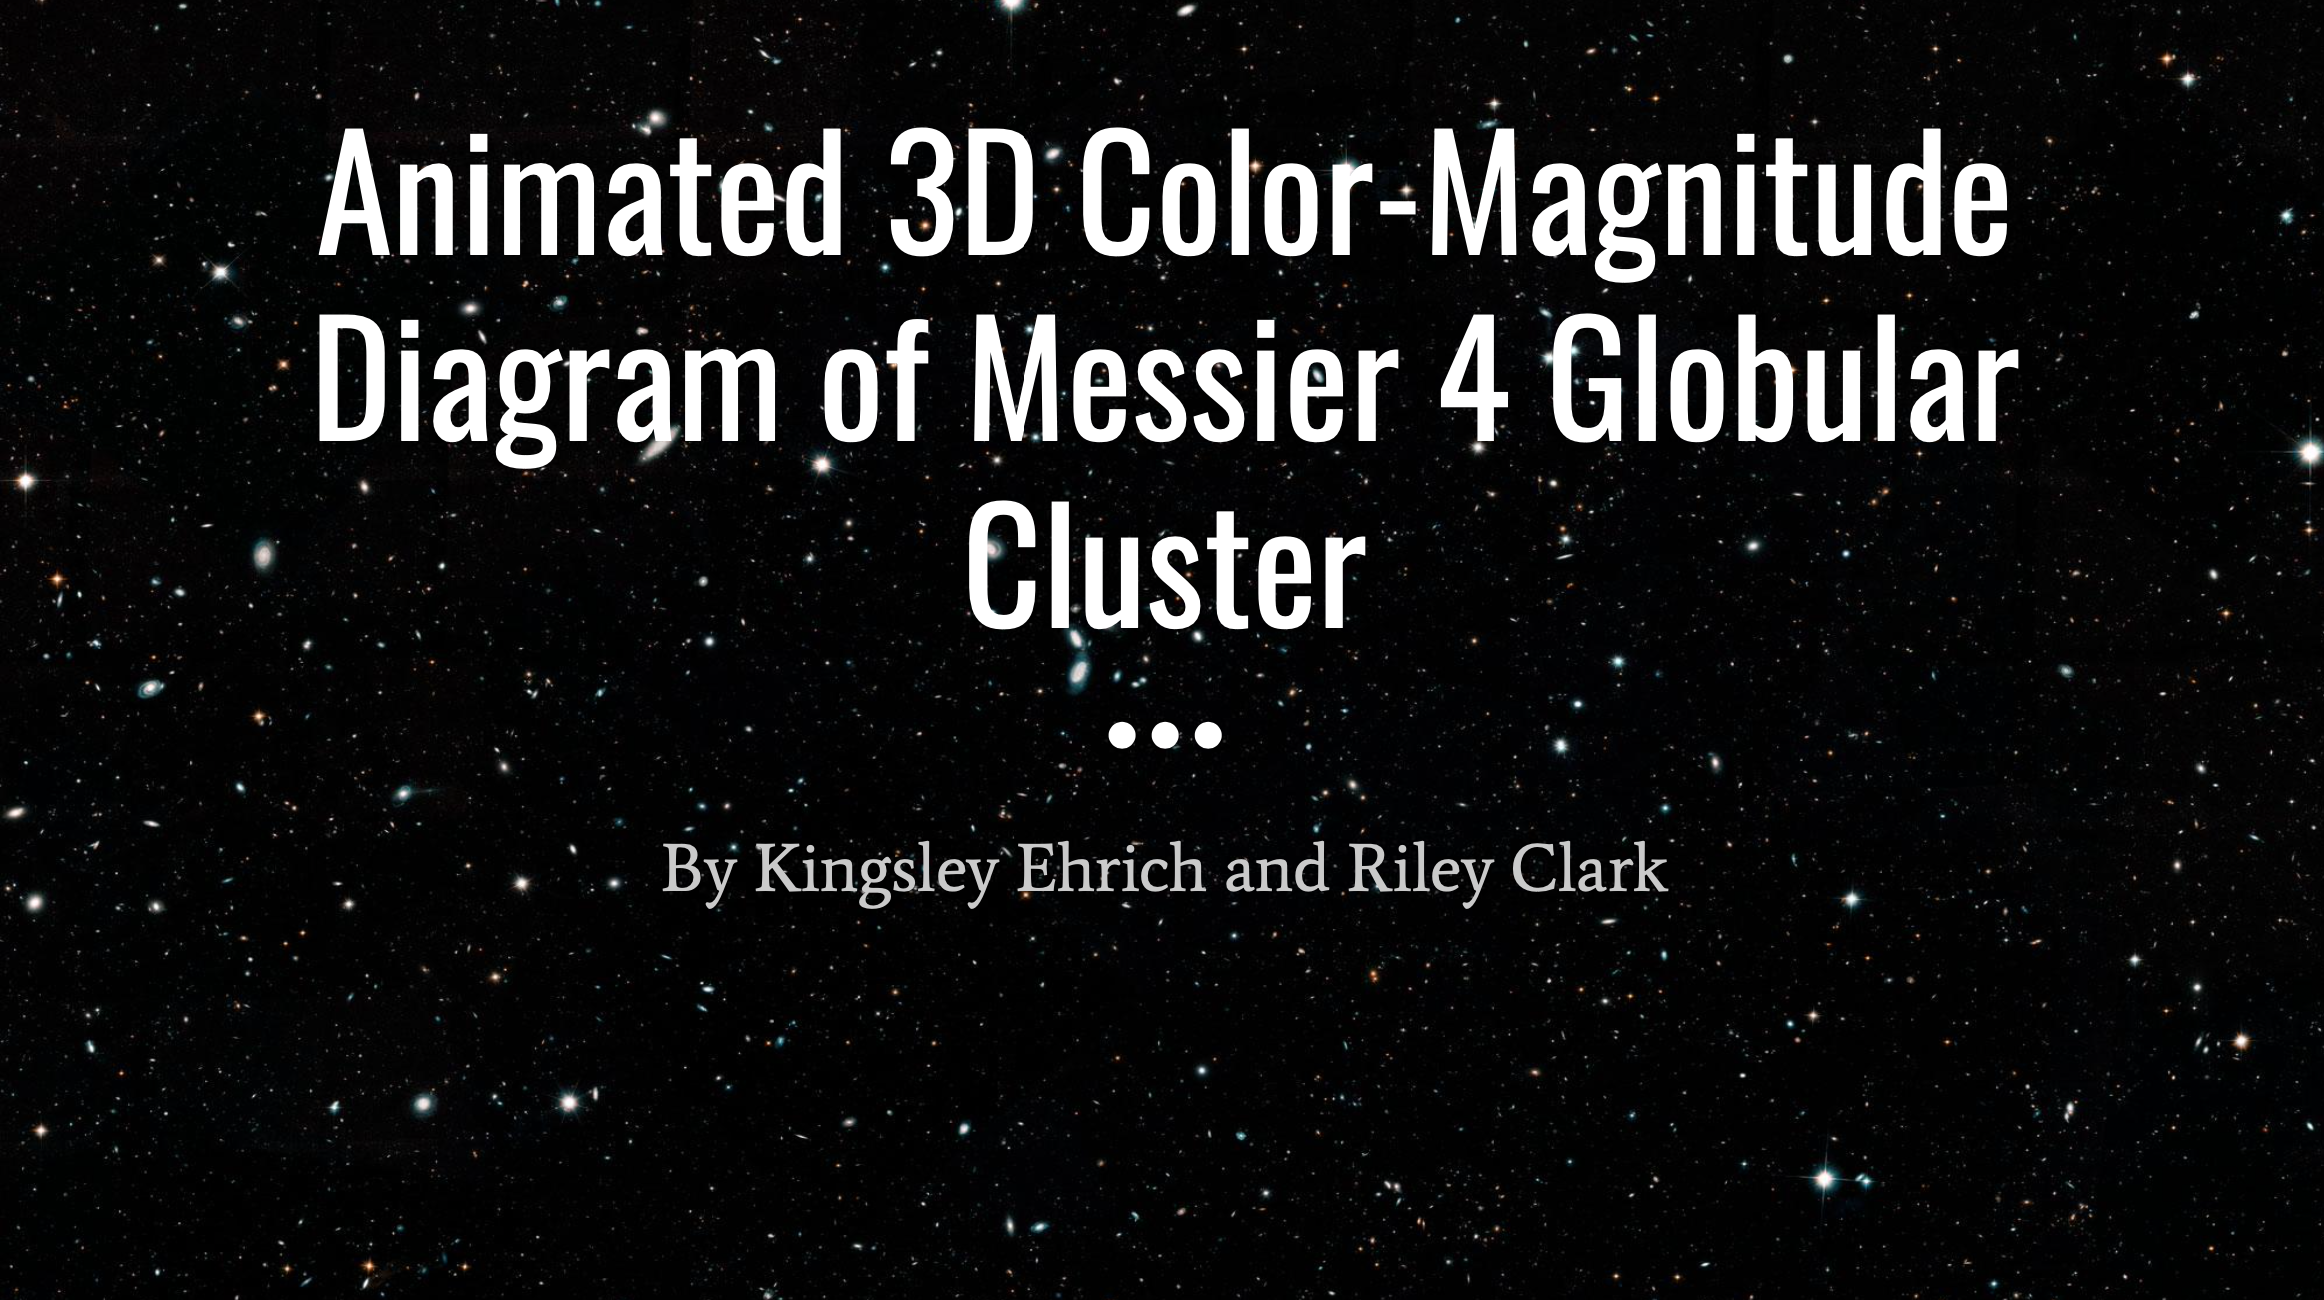 Animated 3D Color-Magnitude
Diagram of Messier 4 Globular
Cluster
By Kingsley Ehrich and Riley Clark